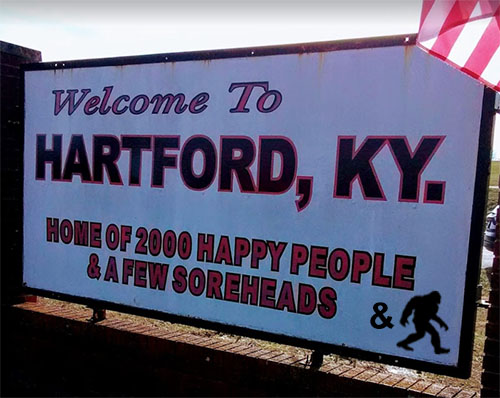 Welcome To
HARTFORD, KY.
HOME OF 2000 HAPPY PEOPLE
& A FEW SOREHEADS
&